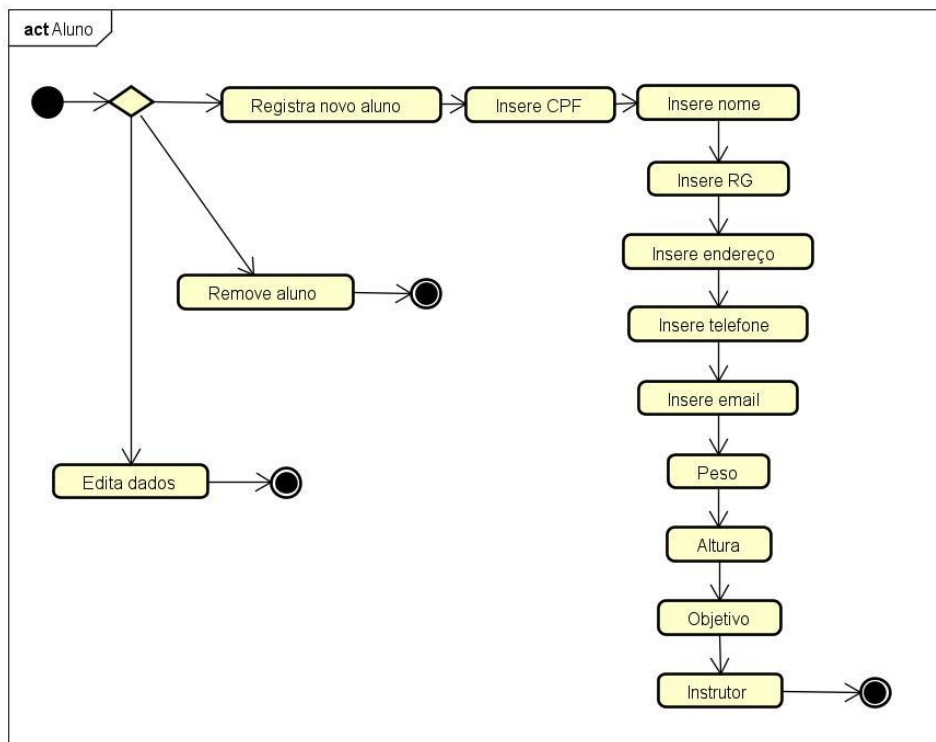 act Aluno
Registra novo aluno
Insere CPF
Insere nome
Insere RG
Insere endereço
Remove aluno
Insere telefone
Insere email
Edita dados
Peso
Altura
Objetivo
Instrutor